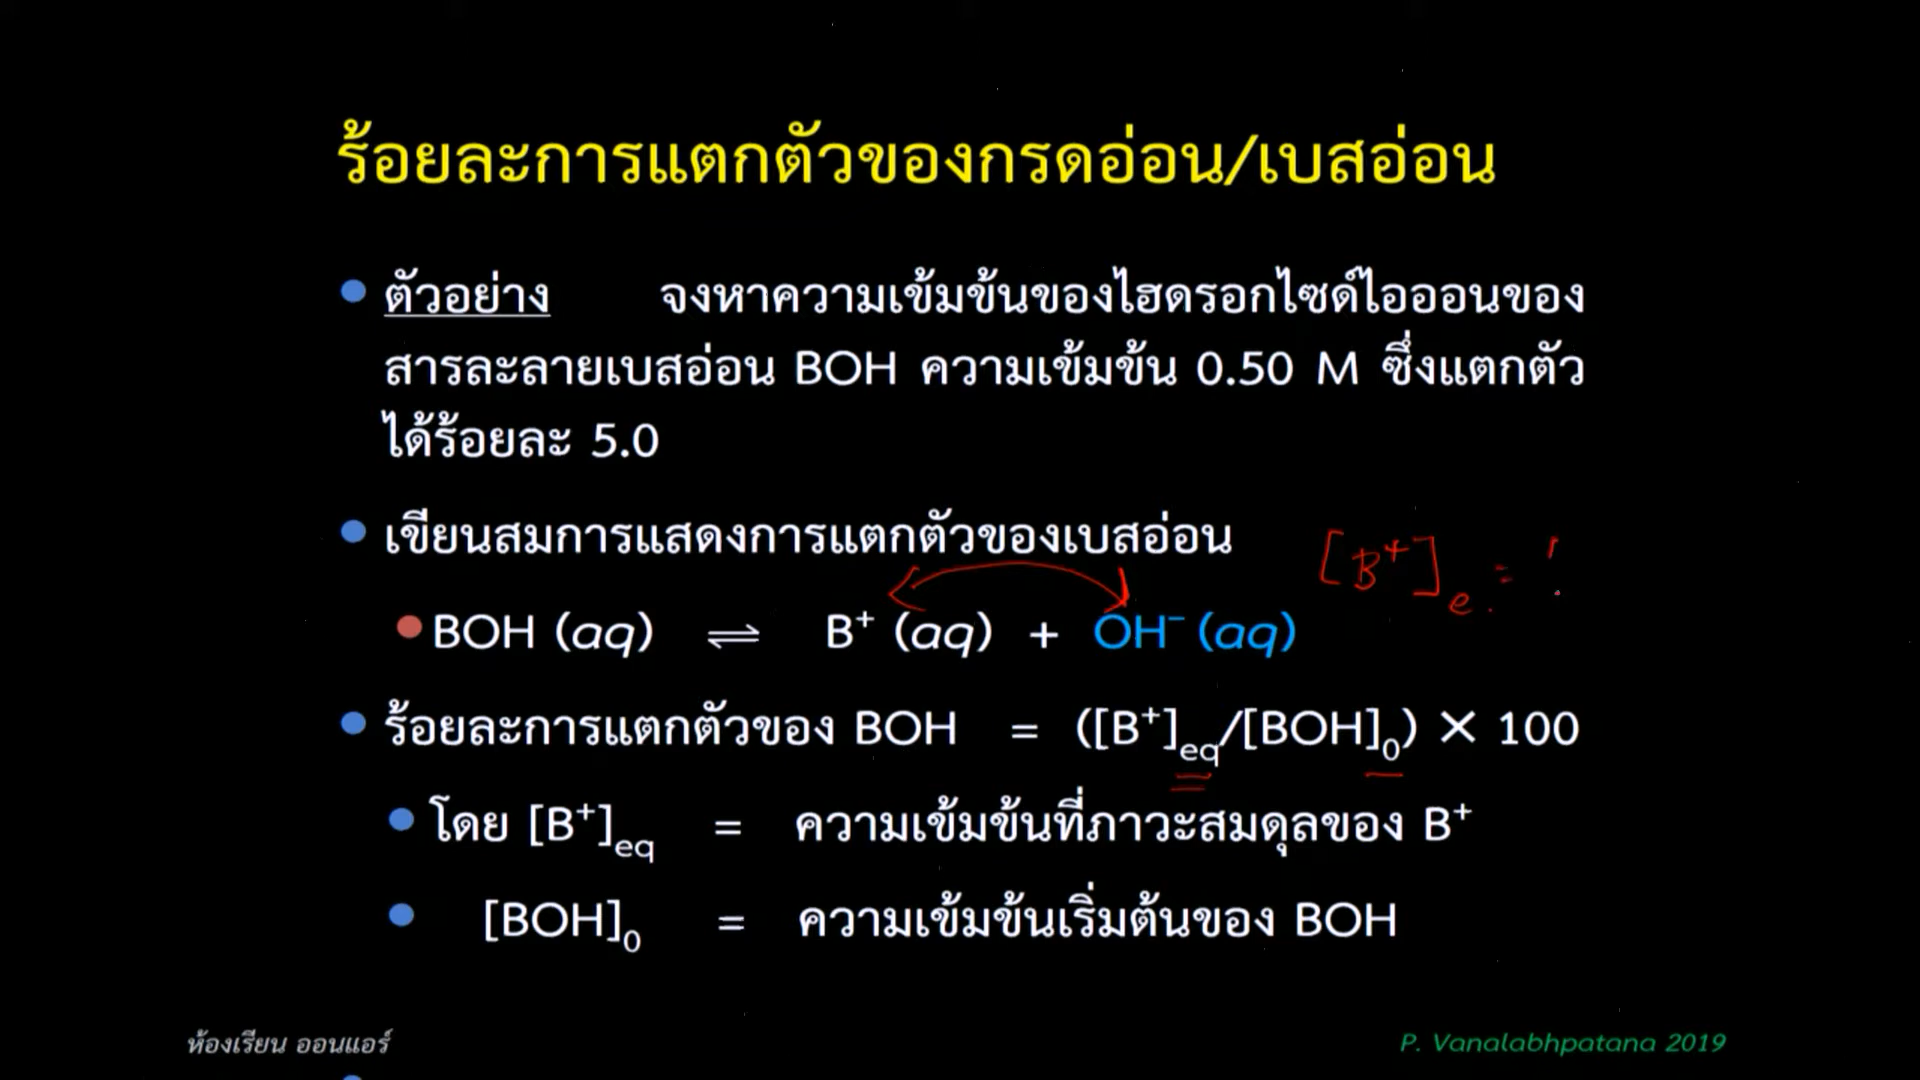 ร้อยละการแตกตัวของกรดอ่อน/เบสอ่อน
ตัวอย่าง จงหาความเข้มข้นของไฮดรอกไซด์ไอออนของ
สารละลายเบสอ่อน BOH ความเข้มข้น 0.50 M ซึ่งแตกตัว
ได้ร้อยละ 5.0
เขียนสมการแสดงการแตกตัวของเบสอ่อน
[B⁺]e =
BOH (aq) ⇌ B⁺ (aq) + OH⁻ (aq)
ร้อยละการแตกตัวของ BOH = ([B⁺]eq/[BOH]₀) × 100
โดย [B⁺]eq = ความเข้มข้นที่ภาวะสมดุลของ B⁺
[BOH]₀ = ความเข้มข้นเริ่มต้นของ BOH
ห้องเรียน ออนแอร์
P. Vanalabhpatana 2019